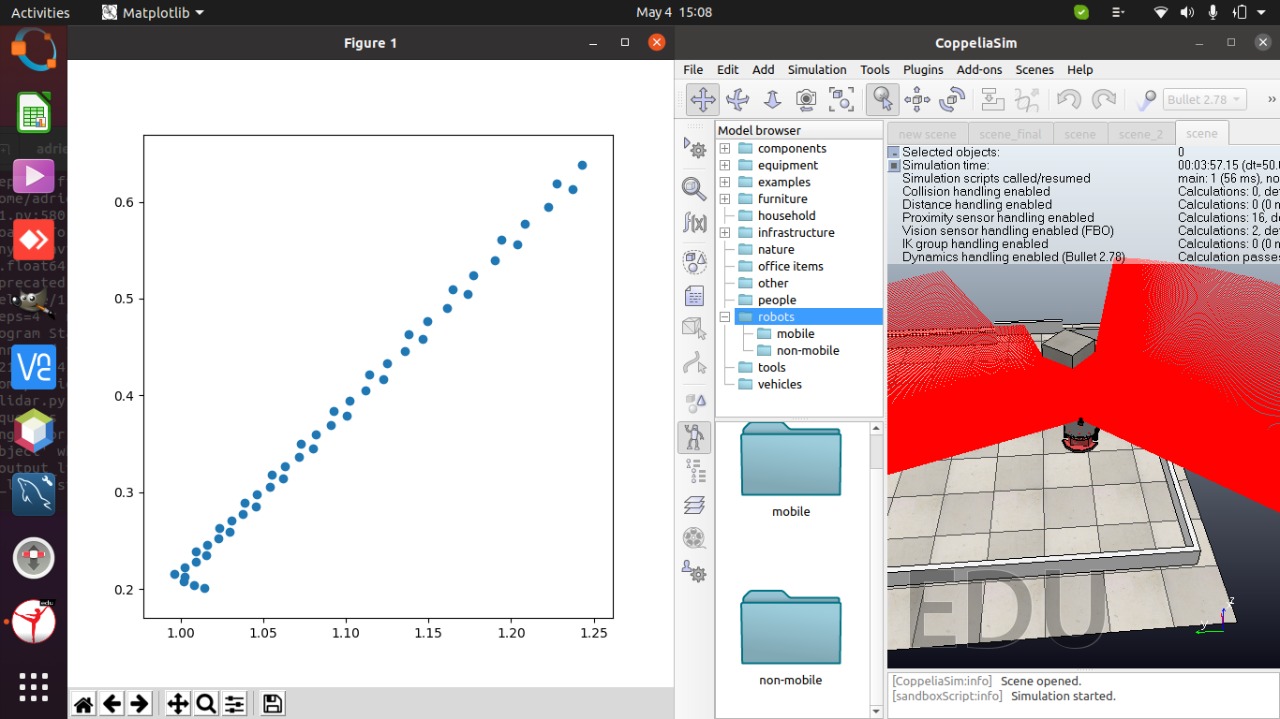 Activities
Matplotlib
May 4 15:08
Figure 1
0.6
0.5
0.4
0.3
0.2
1.00 1.05 1.10 1.15 1.20 1.25
CoppeliaSim
File Edit Add Simulation Tools Plugins Add-ons Scenes Help
Bullet 2.78
»
Model browser
components
equipment
examples
furniture
household
infrastructure
nature
office items
other
people
robots
mobile
non-mobile
tools
vehicles
mobile
non-mobile
new scene scene_final scene scene_2 scene
Selected objects: 0
Simulation time: 00:03:57.15 (dt=50.
Simulation scripts called/resumed main: 1 (56 ms), no
Collision handling enabled Calculations: 0,
Distance handling enabled Calculations: 0 (0
Proximity sensor handling enabled Calculations: 16,
Vision sensor handling enabled (FBO) Calculations: 2, de
IK group handling enabled Calculations: 0 (0
Dynamics handling enabled (Bullet 2.78) Calculation passes
EDU
z
y
[CoppeliaSim:info] Scene opened.
[sandboxScript:info] Simulation started.